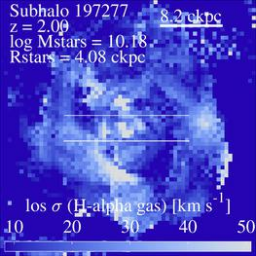 Subhalo 197277
8.2 ckpc
z = 2.00
log Mstars = 10.18
Rstars = 4.08 ckpc
los σ (H-alpha gas) [km s⁻¹]
10 20 30 40 50